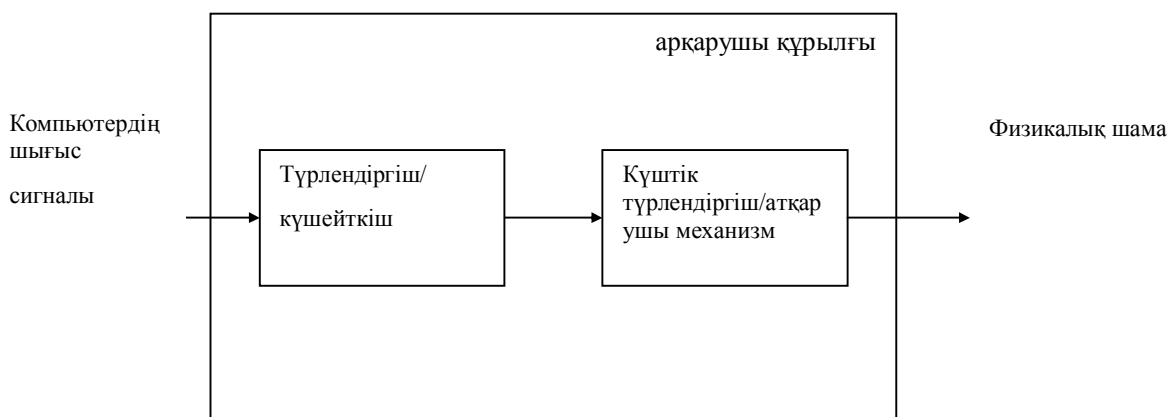 арқарушы құрылғы
Компьютердің
шығыс
сигналы
Түрлендіргіш/
күшейткіш
Күштік
түрлендіргіш/атқар
ушы механизм
Физикалық шама